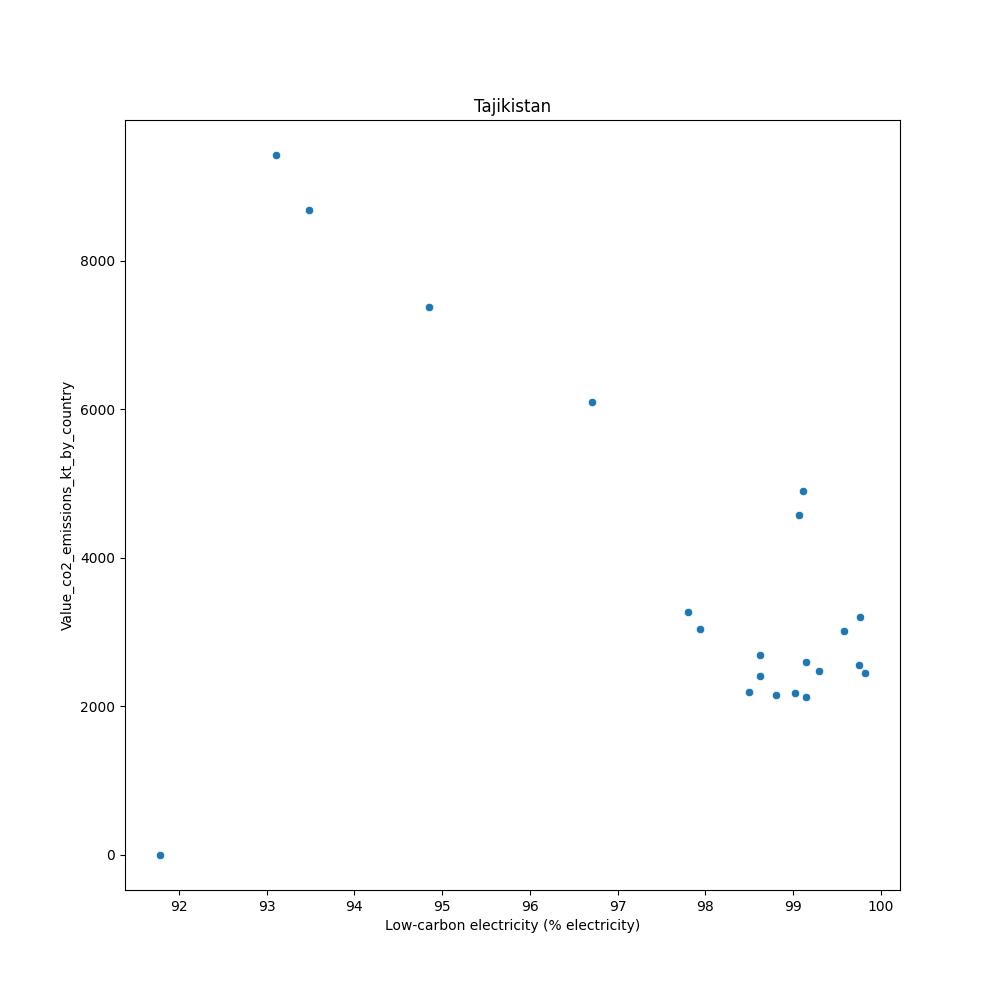 Tajikistan
Value_co2_emissions_kt_by_country
8000
6000
4000
2000
0
92 93 94 95 96 97 98 99 100
Low-carbon electricity (% electricity)